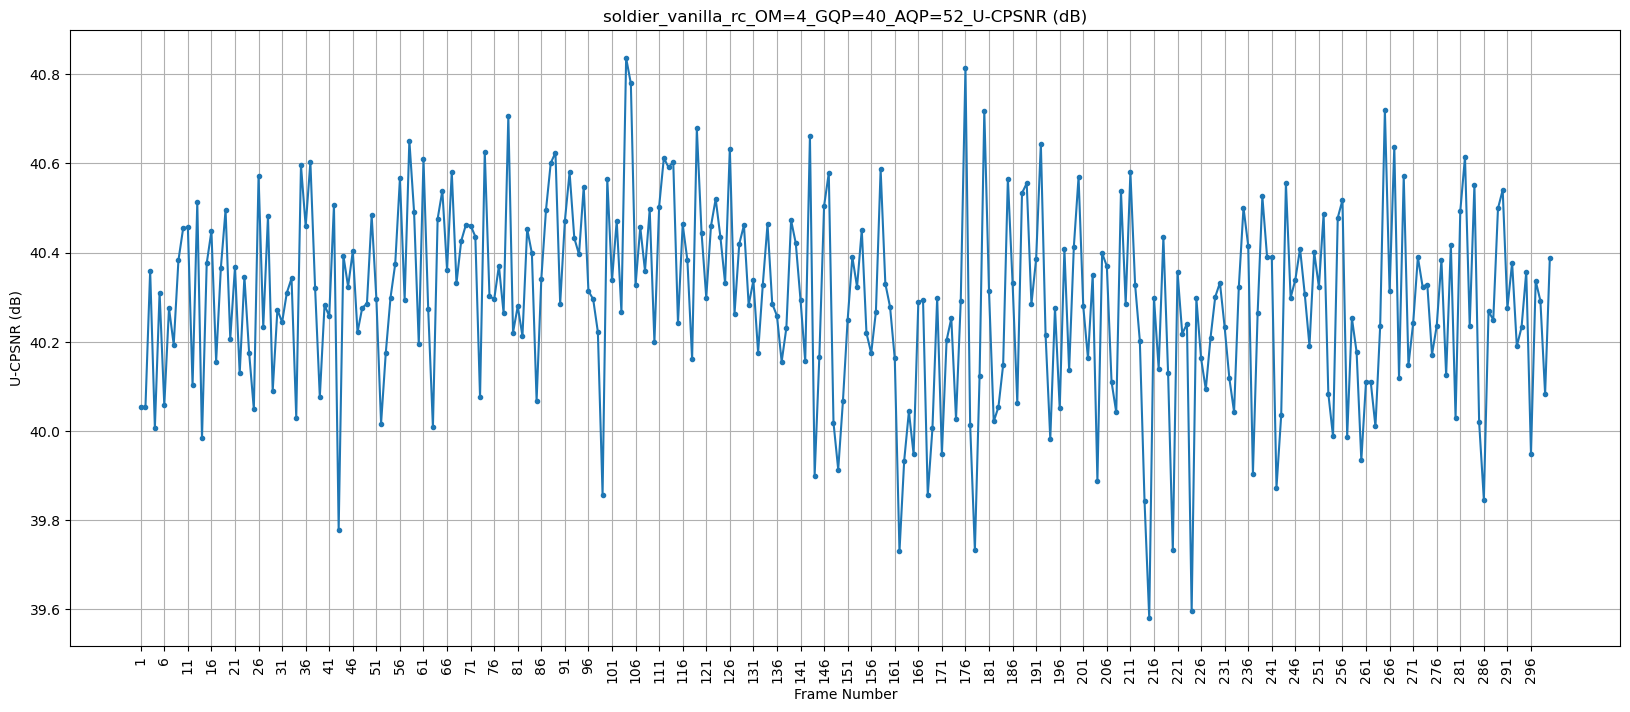 soldier_vanilla_rc_OM=4_GQP=40_AQP=52_U-CPSNR (dB)
U-CPSNR (dB)
40.8
40.6
40.4
40.2
40.0
39.8
39.6
1 6 11 16 21 26 31 36 41 46 51 56 61 66 71 76 81 86 91 96 101 106 111 116 121 126 131 136 141 146 151 156 161 166 171 176 181 186 191 196 201 206 211 216 221 226 231 236 241 246 251 256 261 266 271 276 281 286 291 296
Frame Number